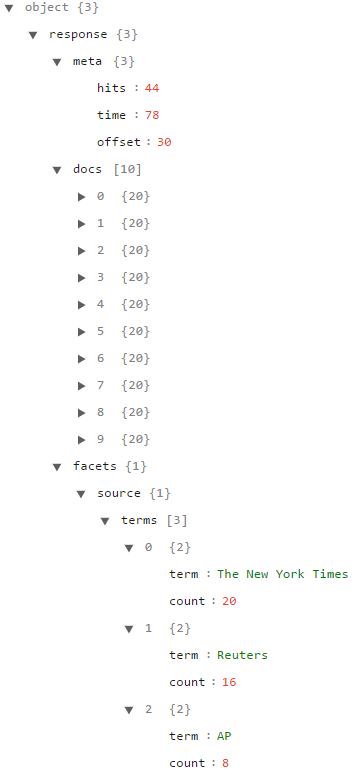 object {3}
response {3}
meta {3}
hits : 44
time : 78
offset : 30
docs [10]
0 {20}
1 {20}
2 {20}
3 {20}
4 {20}
5 {20}
6 {20}
7 {20}
8 {20}
9 {20}
facets {1}
source {1}
terms [3]
0 {2}
term : The New York Times
count : 20
1 {2}
term : Reuters
count : 16
2 {2}
term : AP
count : 8